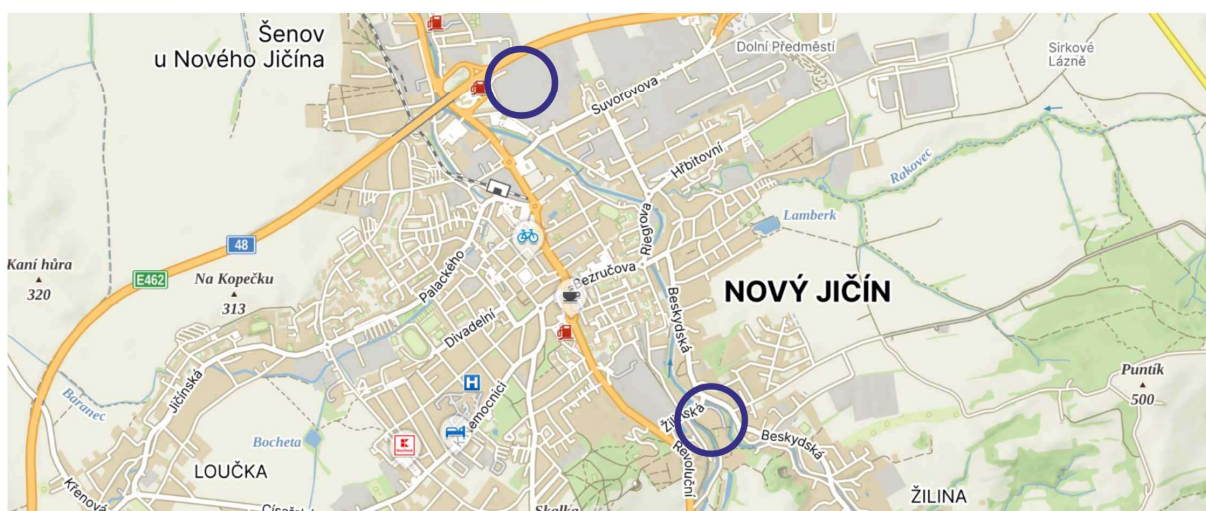 Šenov
u Nového Jičína
Dolní Předměstí
Sirkové
Lázně
Suvorovova
Hřbitovní
Rakovec
Lamberk
Riegrova
48
E462
Kaní hůra
320
Na Kopečku
313
Palackého
Bezručova
NOVÝ JIČÍN
Divadelní
Beskydská
Jičínská
Baranec
H
Puntík
500
Žilinská
Beskydská
Revoluční
Bocheta
LOUČKA
Křenová
ŽILINA
Skalka